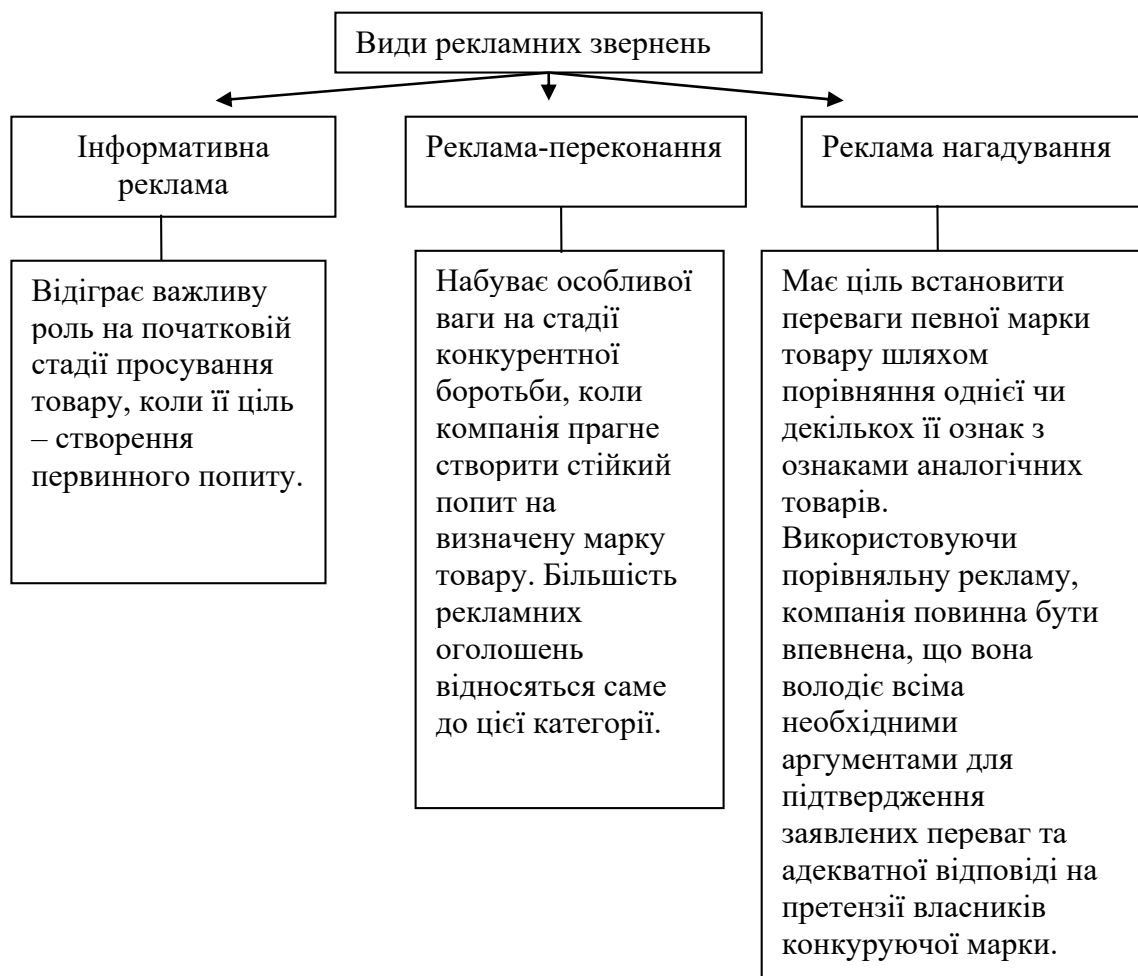 Види рекламних звернень
Інформативна
реклама
Реклама-переконання
Реклама нагадування
Відіграє важливу
роль на початковій
стадії просування
товару, коли її ціль
– створення
первинного попиту.
Набуває особливої
ваги на стадії
конкурентної
боротьби, коли
компанія прагне
створити стійкий
попит на
визначену марку
товару. Більшість
рекламних
оголошень
відносяться саме
до цієї категорії.
Має ціль встановити
переваги певної марки
товару шляхом
порівняння однієї чи
декількох її ознак з
ознаками аналогічних
товарів.
Використовуючи
порівняльну рекламу,
компанія повинна бути
впевнена, що вона
володіє всіма
необхідними
аргументами для
підтвердження
заявлених переваг та
адекватної відповіді на
претензії власників
конкуруючої марки.